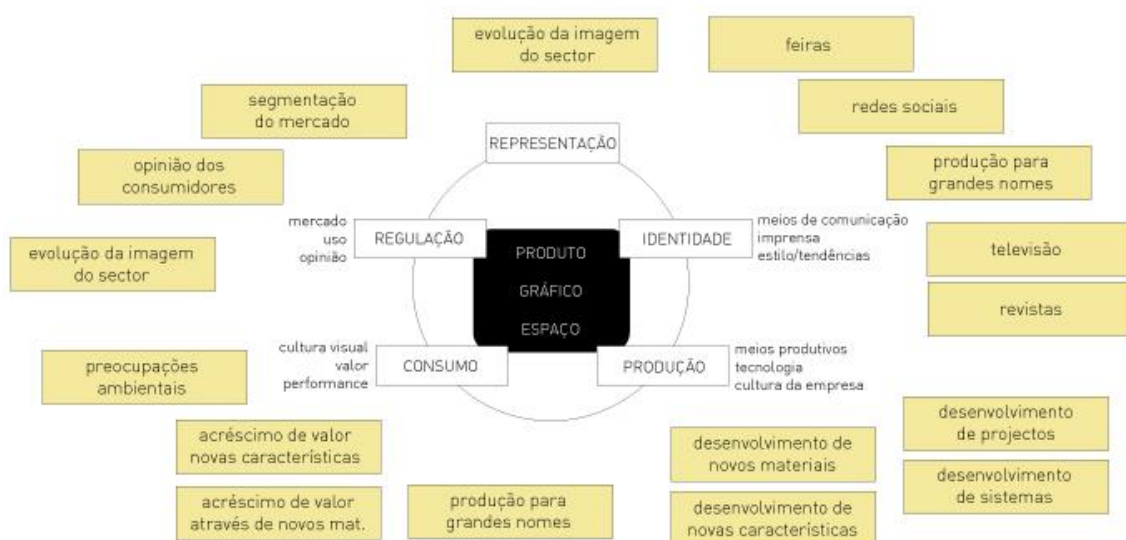 evolução da imagem
do sector
feiras
segmentação
do mercado
redes sociais
REPRESENTAÇÃO
opinião dos
consumidores
produção para
grandes nomes
mercado
uso
opinião
REGULAÇÃO
IDENTIDADE
meios de comunicação
imprensa
estilo/tendências
evolução da imagem
do sector
PRODUTO
GRÁFICO
ESPAÇO
televisão
revistas
preocupações
ambientais
cultura visual
valor
performance
CONSUMO
PRODUÇÃO
meios produtivos
tecnologia
cultura da empresa
acréscimo de valor
novas características
desenvolvimento de
novos materiais
desenvolvimento
de projectos
acréscimo de valor
através de novos mat.
produção para
grandes nomes
desenvolvimento de
novas características
desenvolvimento
de sistemas